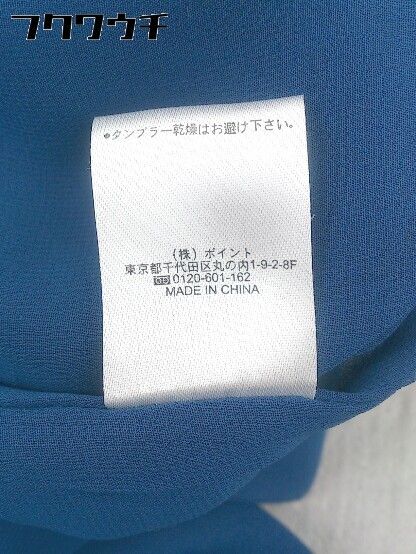 フクウウチ
●タンブラー乾燥はお避け下さい。
(株) ポイント
東京都千代田区丸の内1-9-2-8F
0120-601-162
MADE IN CHINA